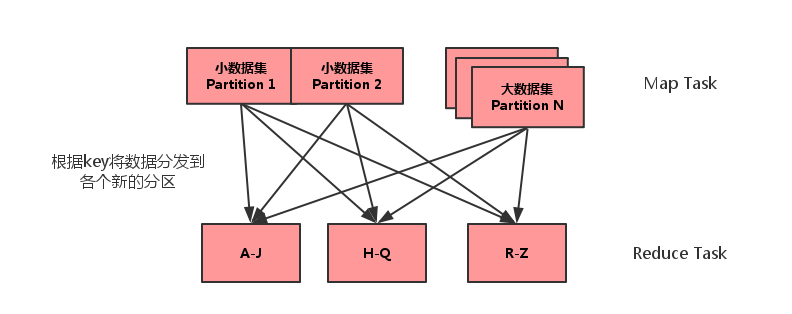 小数据集
Partition 1
小数据集
Partition 2
大数据集
Partition N
Map Task
根据key将数据分发到
各个新的分区
A-J
H-Q
R-Z
Reduce Task